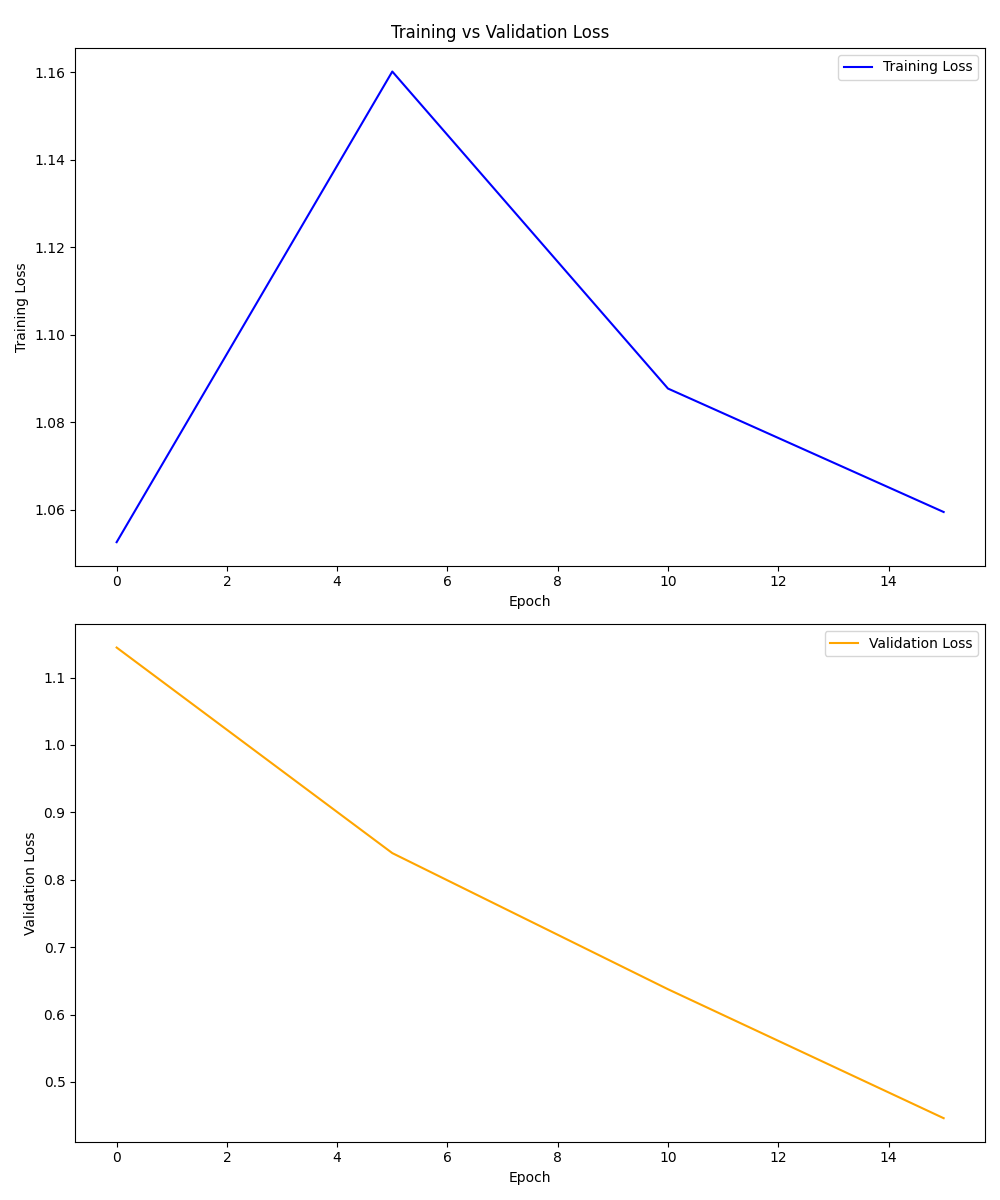 Training vs Validation Loss
Training Loss
1.16
1.14
1.12
1.10
1.08
1.06
Training Loss
0 2 4 6 8 10 12 14
Epoch
Validation Loss
1.1
1.0
0.9
0.8
0.7
0.6
0.5
Validation Loss
0 2 4 6 8 10 12 14
Epoch